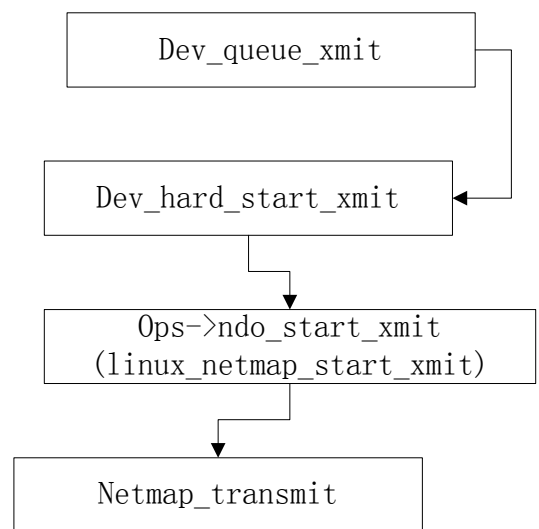 Dev_queue_xmit
Dev_hard_start_xmit
Ops->ndo_start_xmit
(linux_netmap_start_xmit)
Netmap_transmit